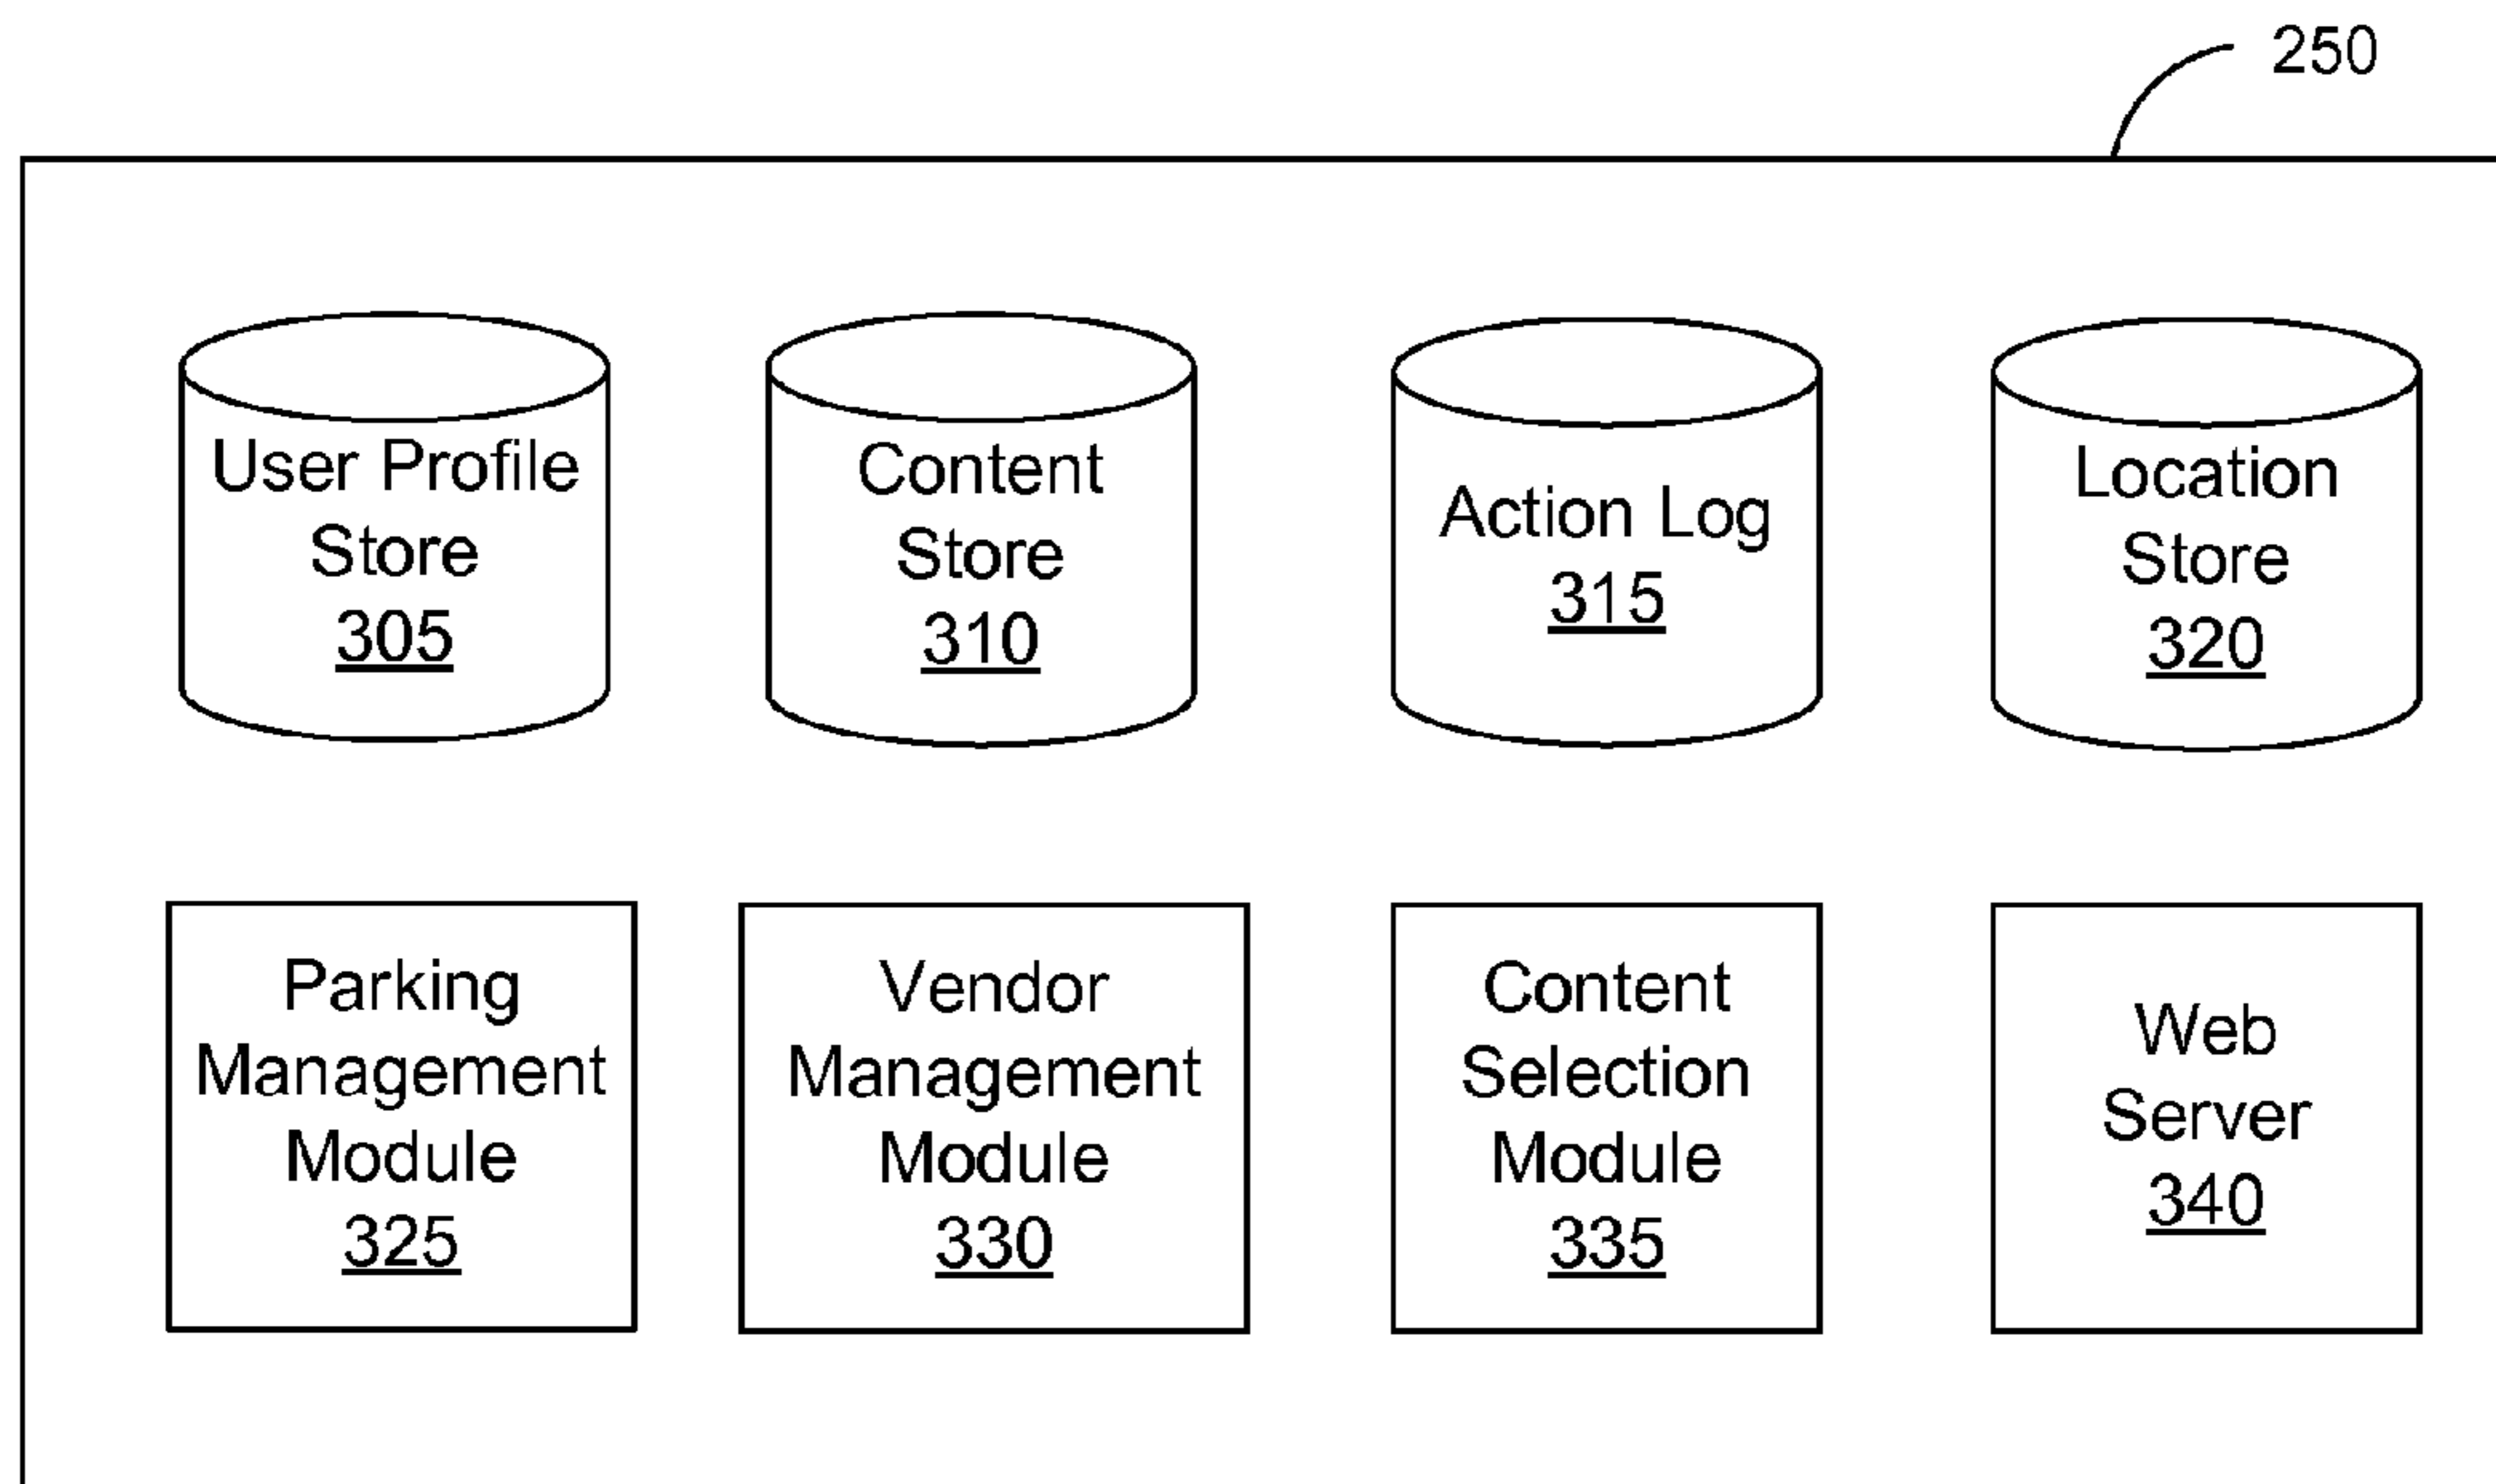 250
User Profile
Store
305
Content
Store
310
Action Log
315
Location
Store
320
Parking
Management
Module
325
Vendor
Management
Module
330
Content
Selection
Module
335
Web
Server
340